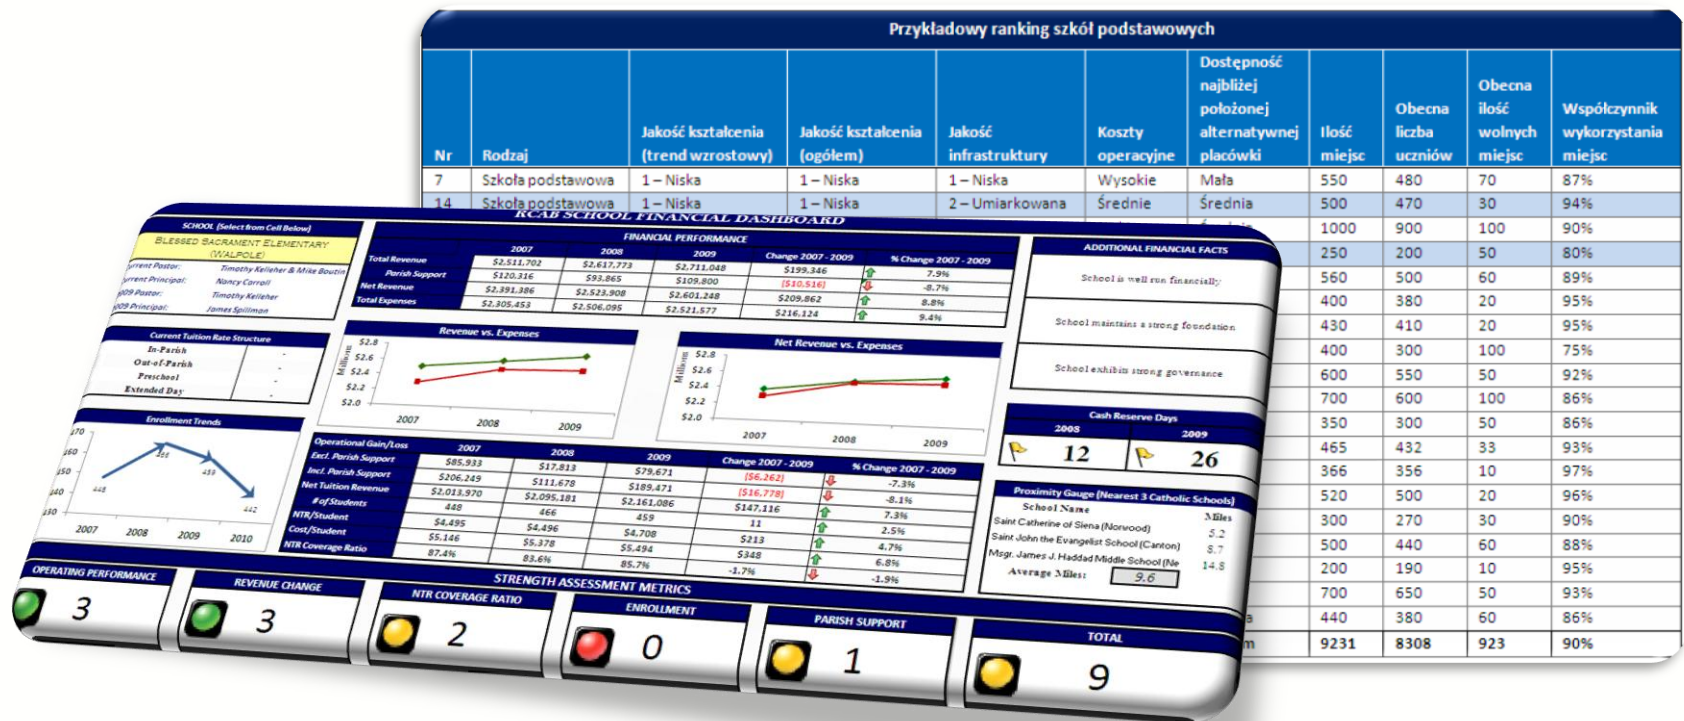 Przykładowy ranking szkół podstawowych
Nr Rodzaj Jakość kształcenia (trend wzrostowy) Jakość kształcenia (ogółem) Jakość infrastruktury Koszty operacyjne Dostępność najbliżej położonej alternatywnej placówki Ilość miejsc Obecna liczba uczniów Obecna ilość wolnych miejsc Współczynnik wykorzystania miejsc
7 Szkoła podstawowa 1 – Niska 1 – Niska 1 – Niska Wysokie Mała 550 480 70 87%
14 Szkoła podstawowa 1 – Niska 1 – Niska 2 – Umiarkowana Średnie Średnia 500 470 30 94%
1000 900 100 90%
250 200 50 80%
560 500 60 89%
400 380 20 95%
430 410 20 95%
400 300 100 75%
600 550 50 92%
700 600 100 86%
350 300 50 86%
465 432 33 93%
366 356 10 97%
520 500 20 96%
300 270 30 90%
500 440 60 88%
200 190 10 95%
700 650 50 93%
440 380 60 86%
9231 8308 923 90%
RCAB SCHOOL FINANCIAL DASHBOARD
SCHOOL (Select from Cell Below)
BLESSED SACRAMENT ELEMENTARY
(WALPOLE)
Current Pastor: Timothy Kelleher & Mike Boutin
Current Principal: Nancy Carroll
2009 Pastor: Timothy Kelleher
2009 Principal: James Spillman
FINANCIAL PERFORMANCE
2007 2008 2009 Change 2007 - 2009 % Change 2007 - 2009
Total Revenue $2,511,702 $2,617,773 $2,711,048 $199,346 7.9%
Parish Support $120,316 $93,865 $109,800 ($10,516) -8.7%
Net Revenue $2,391,386 $2,523,908 $2,601,248 $209,862 8.8%
Total Expenses $2,305,453 $2,506,095 $2,521,577 $216,124 9.4%
ADDITIONAL FINANCIAL FACTS
School is well run financially
School maintains a strong foundation
School exhibits strong governance
Current Tuition Rate Structure
In-Parish -
Out-of-Parish -
Preschool -
Extended Day -
Revenue vs. Expenses
Millions
$2.8
$2.6
$2.4
$2.2
$2.0
2007 2008 2009
Net Revenue vs. Expenses
Millions
$2.8
$2.6
$2.4
$2.2
$2.0
2007 2008 2009
Cash Reserve Days
2008 2009
12 26
Enrollment Trends
448 466 459 442
2007 2008 2009 2010
Operational Gain/Loss 2007 2008 2009 Change 2007 - 2009 % Change 2007 - 2009
Excl. Parish Support $85,933 $17,813 $79,671 ($6,262) -7.3%
Incl. Parish Support $206,249 $111,678 $189,471 ($16,778) -8.1%
Net Tuition Revenue $2,013,970 $2,095,181 $2,161,086 $147,116 7.3%
# of Students 448 466 459 11 2.5%
NTR/Student $4,495 $4,496 $4,708 $213 4.7%
Cost/Student $5,146 $5,378 $5,494 $348 6.8%
NTR Coverage Ratio 87.4% 83.6% 85.7% -1.7% -1.9%
Proximity Gauge (Nearest 3 Catholic Schools)
School Name Miles
Saint Catherine of Siena (Norwood) 5.2
Saint John the Evangelist School (Canton) 8.7
Msgr. James J. Haddad Middle School (Ne 14.8
Average Miles: 9.6
STRENGTH ASSESSMENT METRICS
OPERATING PERFORMANCE REVENUE CHANGE NTR COVERAGE RATIO ENROLLMENT PARISH SUPPORT TOTAL
3 3 2 0 1 9